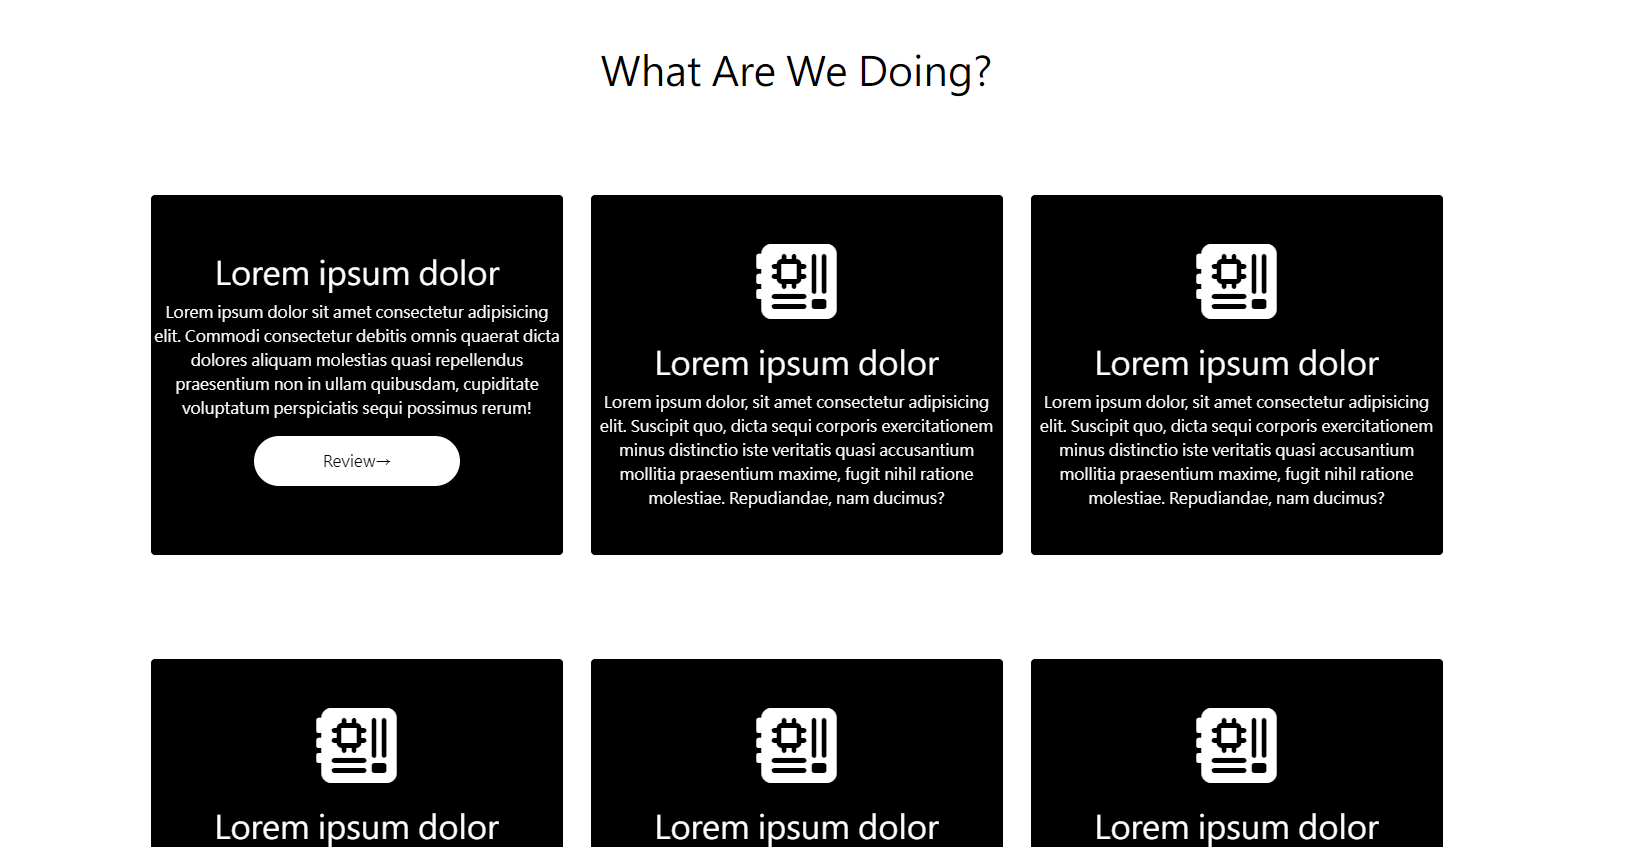 What Are We Doing?
Lorem ipsum dolor
Lorem ipsum dolor sit amet consectetur adipisicing
elit. Commodi consectetur debitis omnis quaerat dicta
dolores aliquam molestias quasi repellendus
praesentium non in ullam quibusdam, cupiditate
voluptatum perspiciatis sequi possimus rerum!
Review→
Lorem ipsum dolor
Lorem ipsum dolor, sit amet consectetur adipisicing
elit. Suscipit quo, dicta sequi corporis exercitationem
minus distinctio iste veritatis quasi accusantium
mollitia praesentium maxime, fugit nihil ratione
molestiae. Repudiandae, nam ducimus?
Lorem ipsum dolor
Lorem ipsum dolor, sit amet consectetur adipisicing
elit. Suscipit quo, dicta sequi corporis exercitationem
minus distinctio iste veritatis quasi accusantium
mollitia praesentium maxime, fugit nihil ratione
molestiae. Repudiandae, nam ducimus?
Lorem ipsum dolor
Lorem ipsum dolor
Lorem ipsum dolor